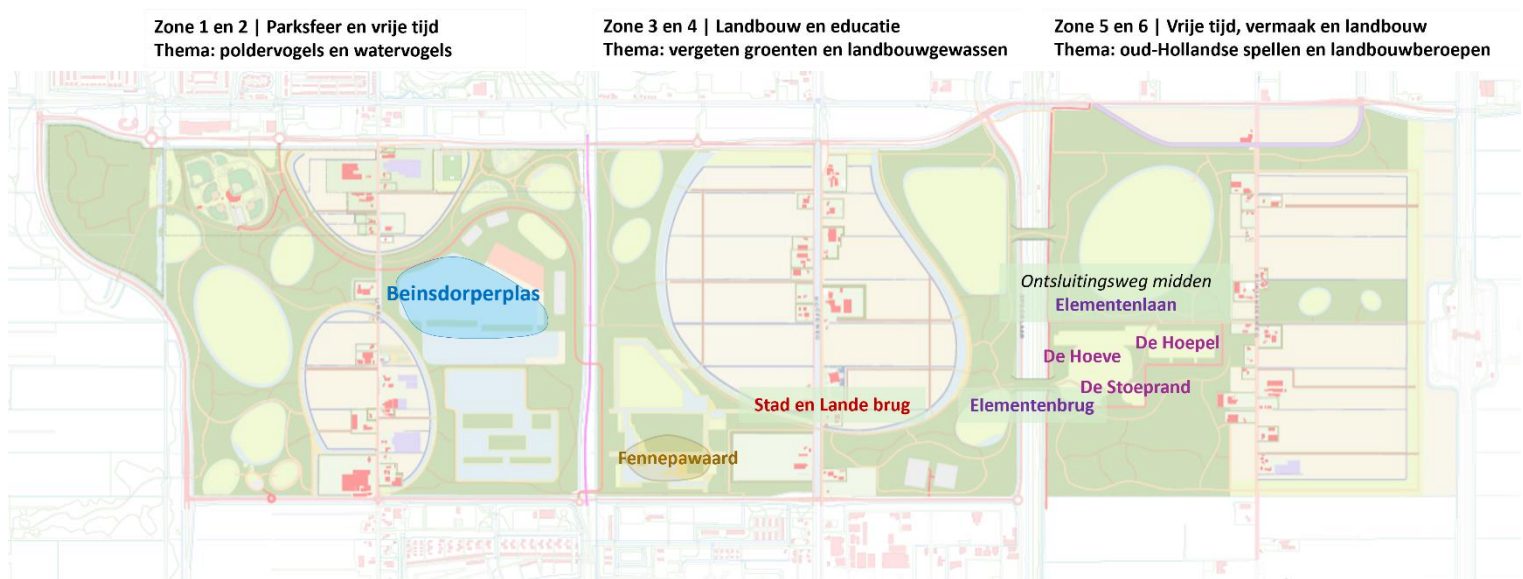 Zone 1 en 2 | Parksfeer en vrije tijd
Thema: poldervogels en watervogels
Zone 3 en 4 | Landbouw en educatie
Thema: vergeten groenten en landbouwgewassen
Zone 5 en 6 | Vrije tijd, vermaak en landbouw
Thema: oud-Hollandse spellen en landbouwberoepen
Beinsdorperplas
Ontsluitingsweg midden
Elementenlaan
De Hoepel
De Hoeve
De Stoeprand
Stad en Lande brug
Elementenbrug
Fennepawaard